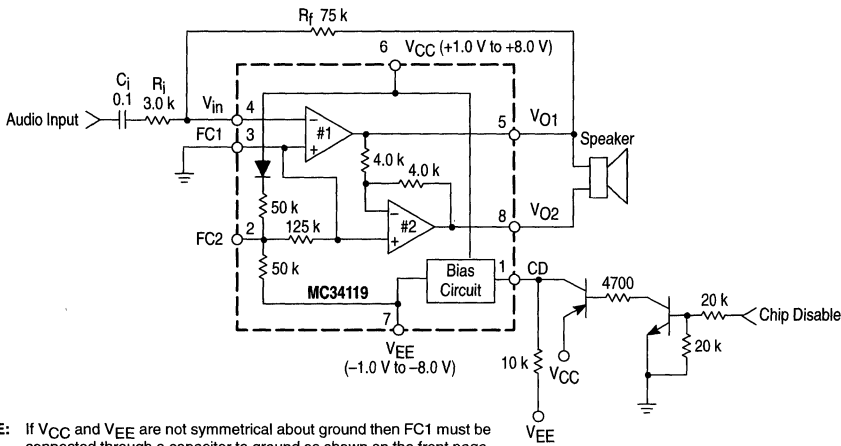 Rf 75 k
6
VCC (+1.0 V to +8.0 V)
Ci
0.1
Ri
3.0 k
Audio Input
Vin
4
FC1
3
−
#1
+
5
VO1
Speaker
4.0 k
4.0 k
50 k
125 k
FC2
2
−
#2
+
8
VO2
50 k
MC34119
Bias
Circuit
1
CD
4700
20 k
Chip Disable
20 k
7
VEE
(−1.0 V to −8.0 V)
10 k
VCC
VEE
E: If VCC and VEE are not symmetrical about ground then FC1 must be
connected through a capacitor to ground as shown on the front page